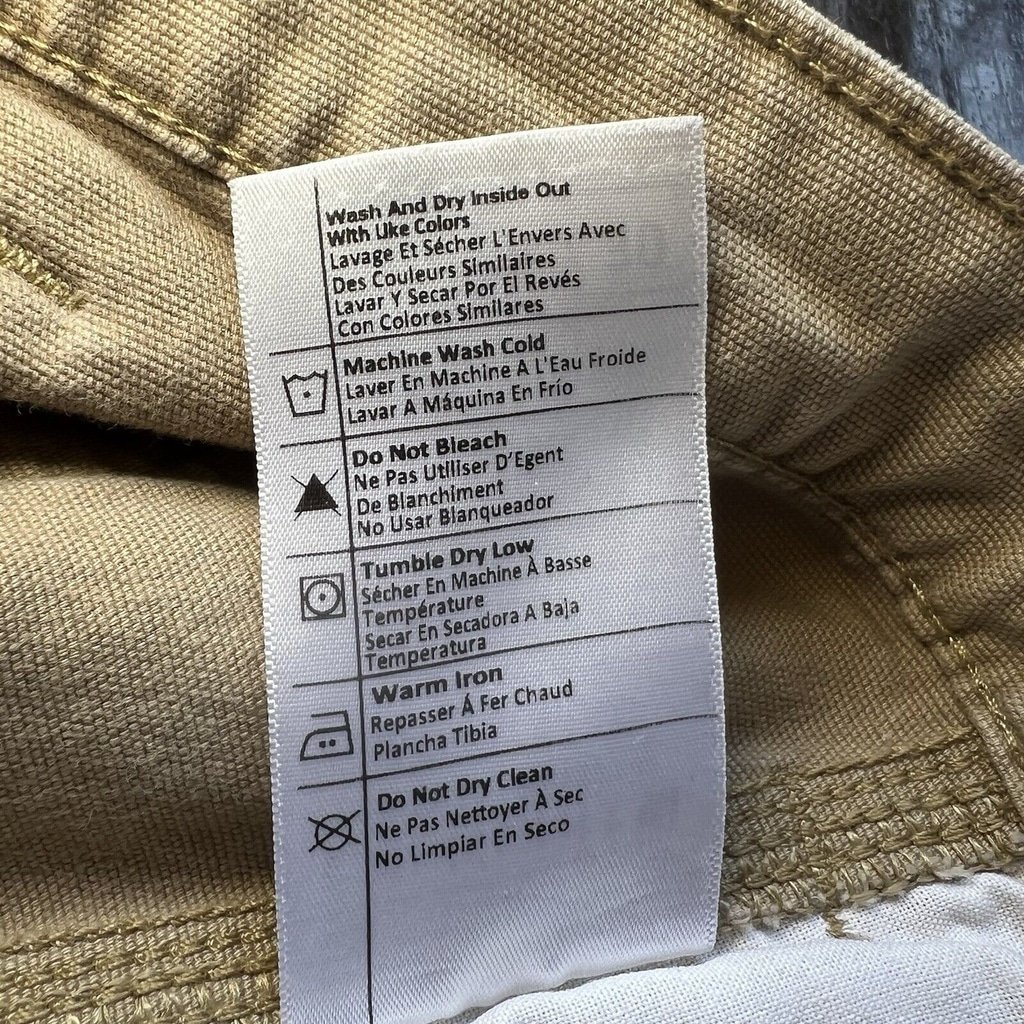 Wash And Dry Inside Out
With Like Colors
Lavage Et Sécher L'Envers Avec
Des Couleurs Similaires
Lavar Y Secar Por El Revés
Con Colores Similares
Machine Wash Cold
Laver En Machine A L'Eau Froide
Lavar A Máquina En Frío
Do Not Bleach
Ne Pas Utiliser D'Egent
De Blanchiment
No Usar Blanqueador
Tumble Dry Low
Sécher En Machine À Basse
Température
Secar En Secadora A Baja
Temperatura
Warm Iron
Repasser Á Fer Chaud
Plancha Tibia
Do Not Dry Clean
Ne Pas Nettoyer À Sec
No Limpiar En Seco